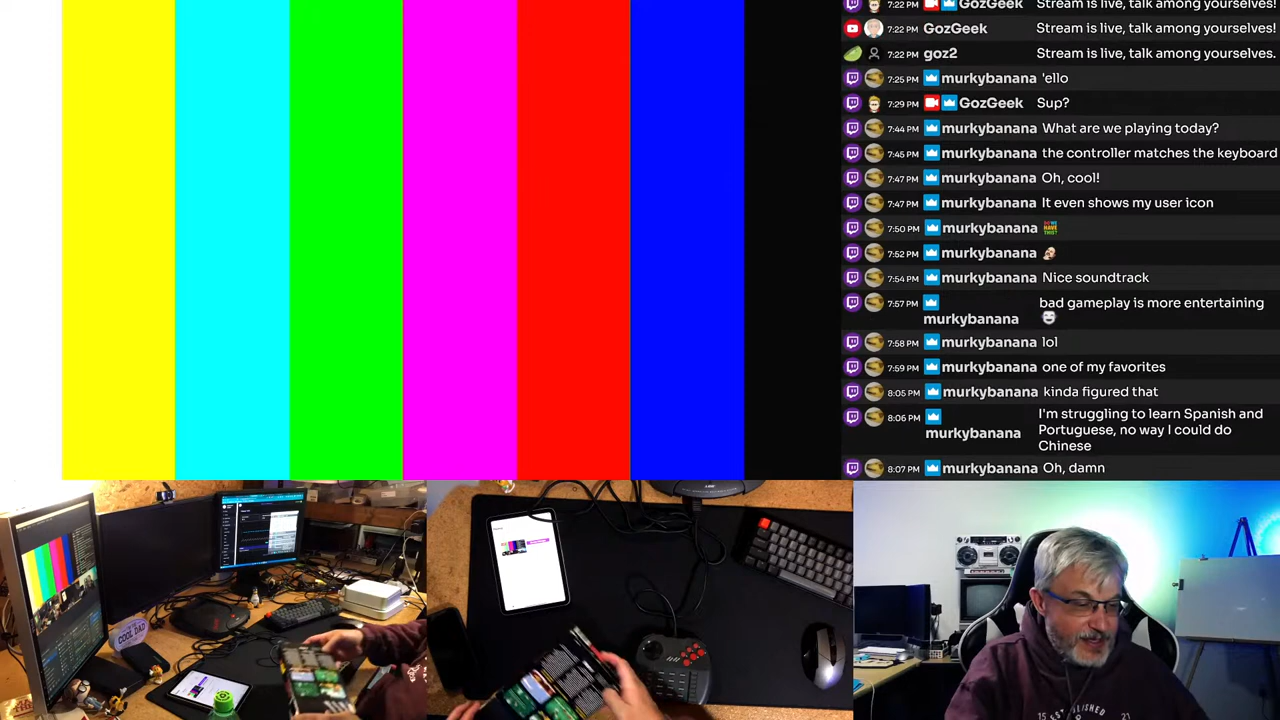 7:22 PM GozGeek Stream is live, talk among yourselves!
7:22 PM GozGeek Stream is live, talk among yourselves!
7:22 PM goz2 Stream is live, talk among yourselves.
7:25 PM murkybanana 'ello
7:29 PM GozGeek Sup?
7:44 PM murkybanana What are we playing today?
7:45 PM murkybanana the controller matches the keyboard
7:47 PM murkybanana Oh, cool!
7:47 PM murkybanana It even shows my user icon
7:50 PM murkybanana
7:52 PM murkybanana
7:54 PM murkybanana Nice soundtrack
7:57 PM murkybanana bad gameplay is more entertaining
7:58 PM murkybanana lol
7:59 PM murkybanana one of my favorites
8:05 PM murkybanana kinda figured that
8:06 PM murkybanana I'm struggling to learn Spanish and
Portuguese, no way I could do
Chinese
8:07 PM murkybanana Oh, damn
COOL DAD
15 ESTABLISHED 21